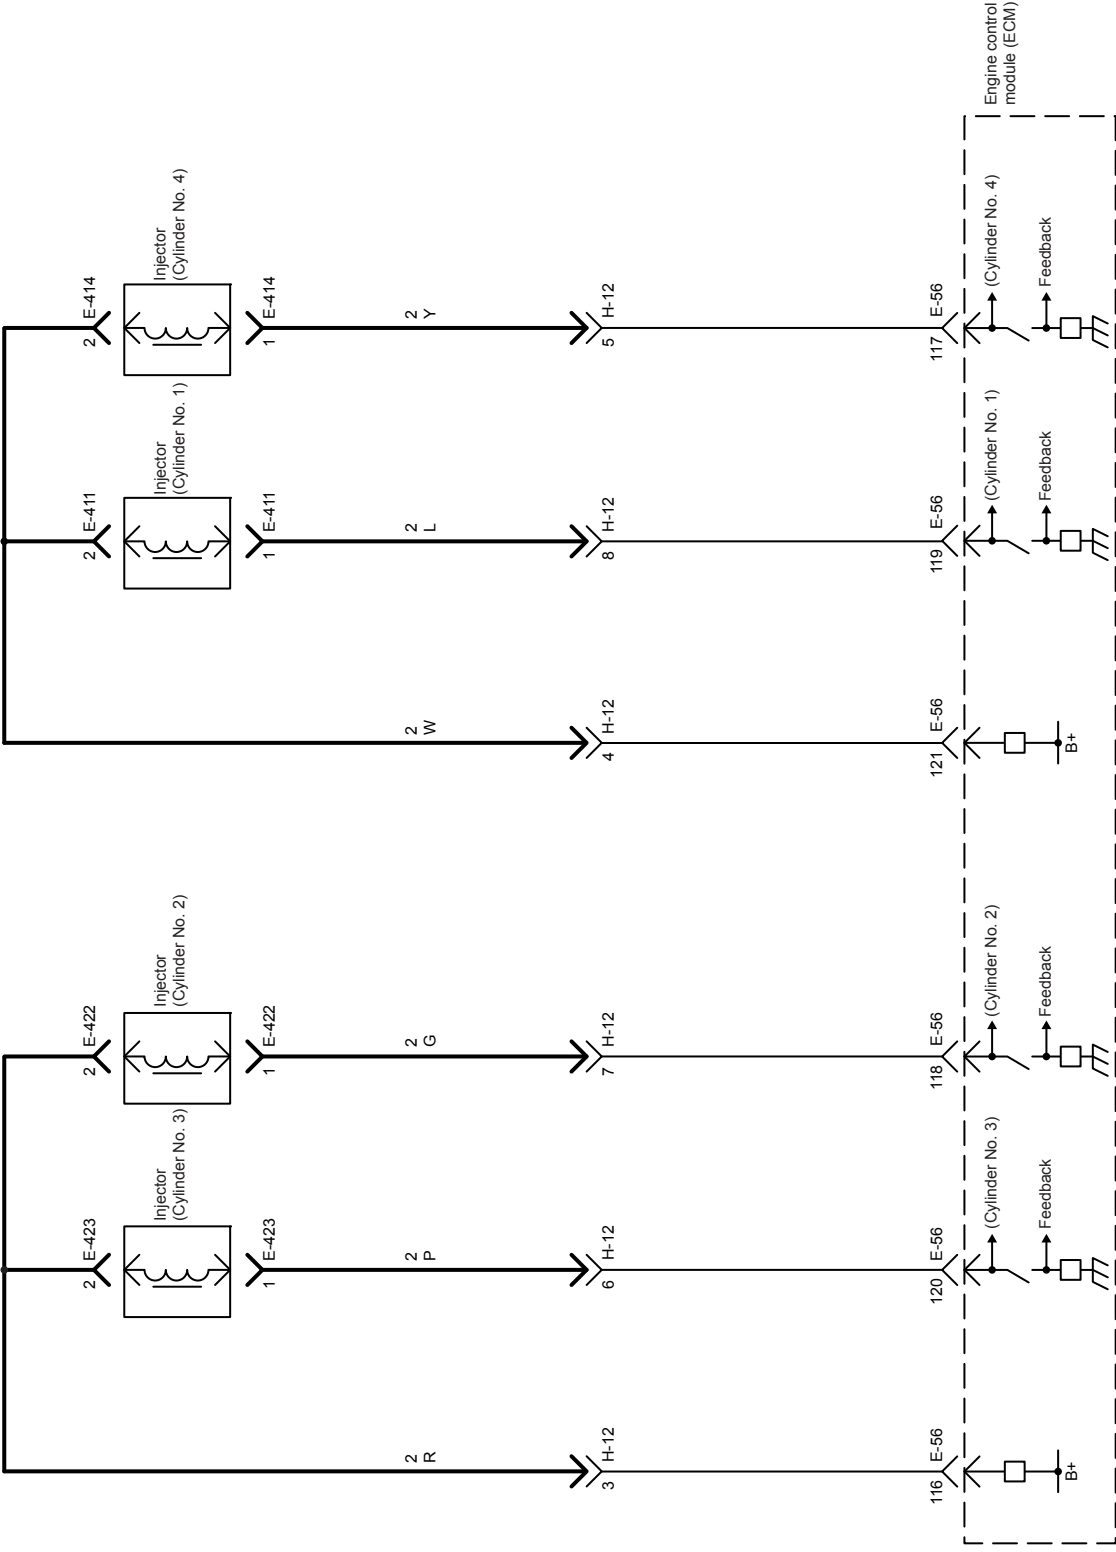 Engine control
module (ECM)
2 E-414
Injector
(Cylinder No. 4)
1 E-414
2
Y
5 H-12
117 E-56
(Cylinder No. 4)
Feedback
2 E-411
Injector
(Cylinder No. 1)
1 E-411
2
L
8 H-12
119 E-56
(Cylinder No. 1)
Feedback
2
W
4 H-12
121 E-56
B+
2 E-422
Injector
(Cylinder No. 2)
1 E-422
2
G
7 H-12
118 E-56
(Cylinder No. 2)
Feedback
2 E-423
Injector
(Cylinder No. 3)
1 E-423
2
P
6 H-12
120 E-56
(Cylinder No. 3)
Feedback
2
R
3 H-12
116 E-56
B+